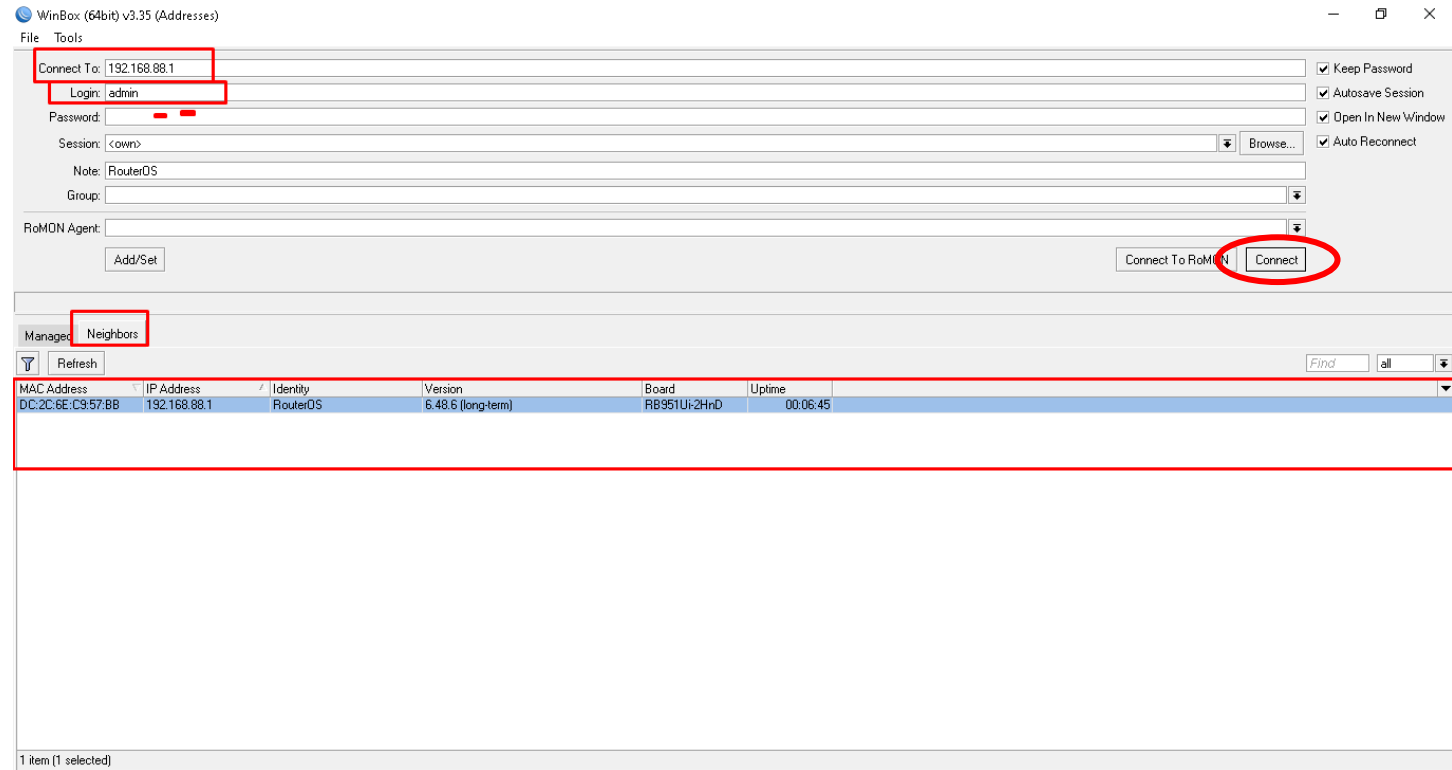 WinBox (64bit) v3.35 (Addresses)
File Tools
Connect To: 192.168.88.1
Keep Password
Login: admin
Autosave Session
Password:
Open In New Window
Session: <own>
Browse...
Auto Reconnect
Note: RouterOS
Group:
RoMON Agent:
Add/Set
Connect To RoMON
Connect
Managed Neighbors
Refresh
Find
all
MAC Address IP Address Identity Version Board Uptime
DC:2C:6E:C9:57:BB 192.168.88.1 RouterOS 6.48.6 (long-term) RB951Ui-2HnD 00:06:45
1 item (1 selected)